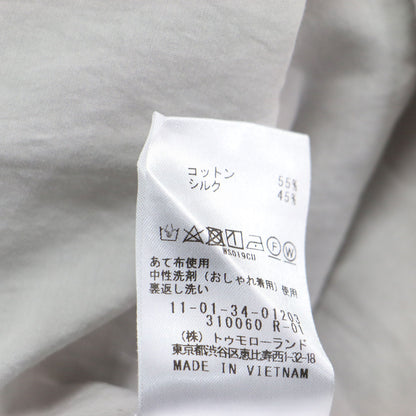 コットン 55%
シルク 45%
NS019CU
あて布使用
中性洗剤（おしゃれ着用）使用
裏返し洗い
11-01-34-01203
310060 R-01
（株）トゥモローランド
東京都渋谷区恵比寿西1-32-18
MADE IN VIETNAM